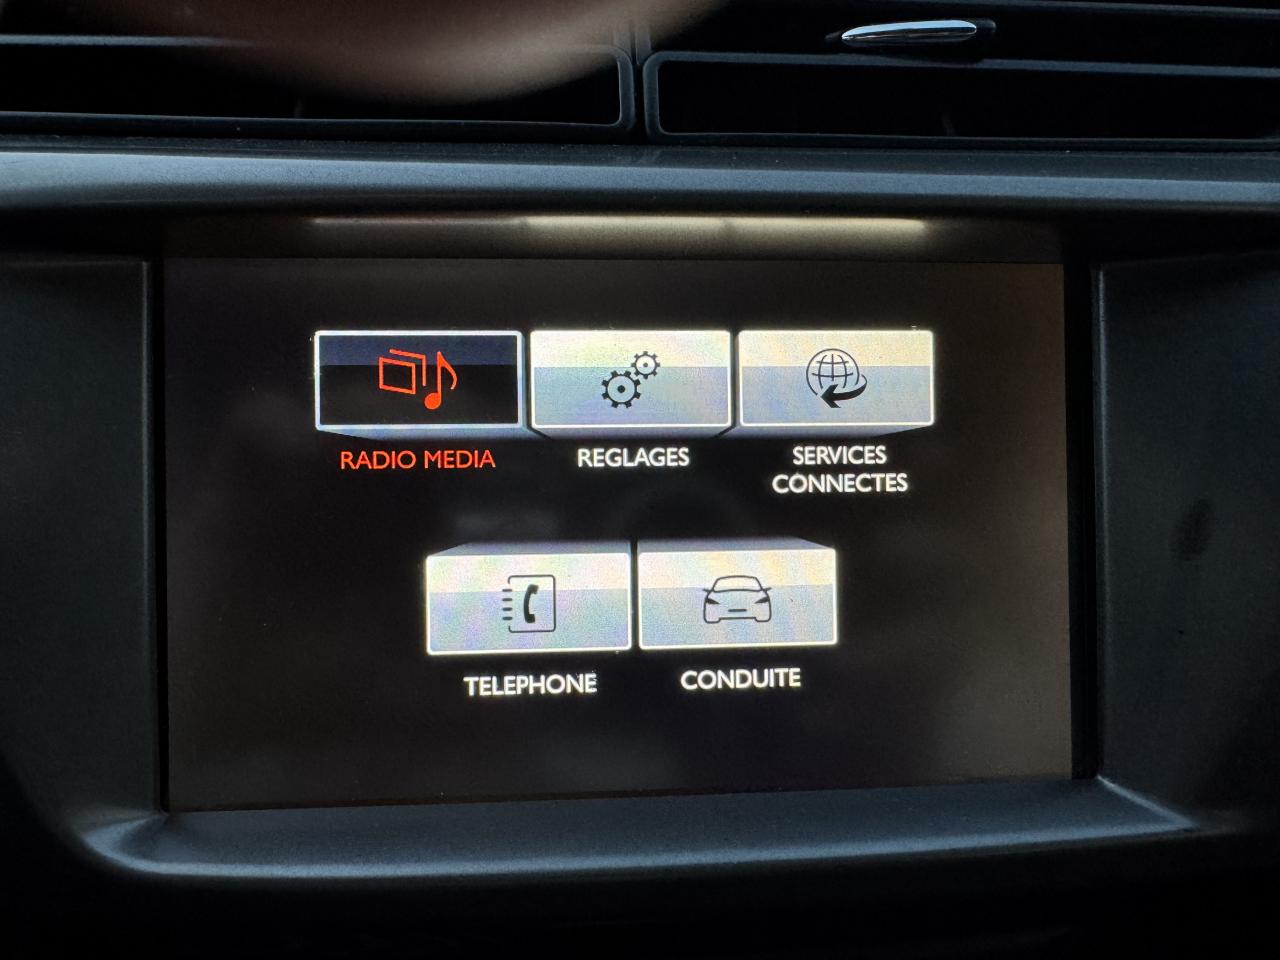 RADIO MEDIA
REGLAGES
SERVICES
CONNECTES
TELEPHONE
CONDUITE